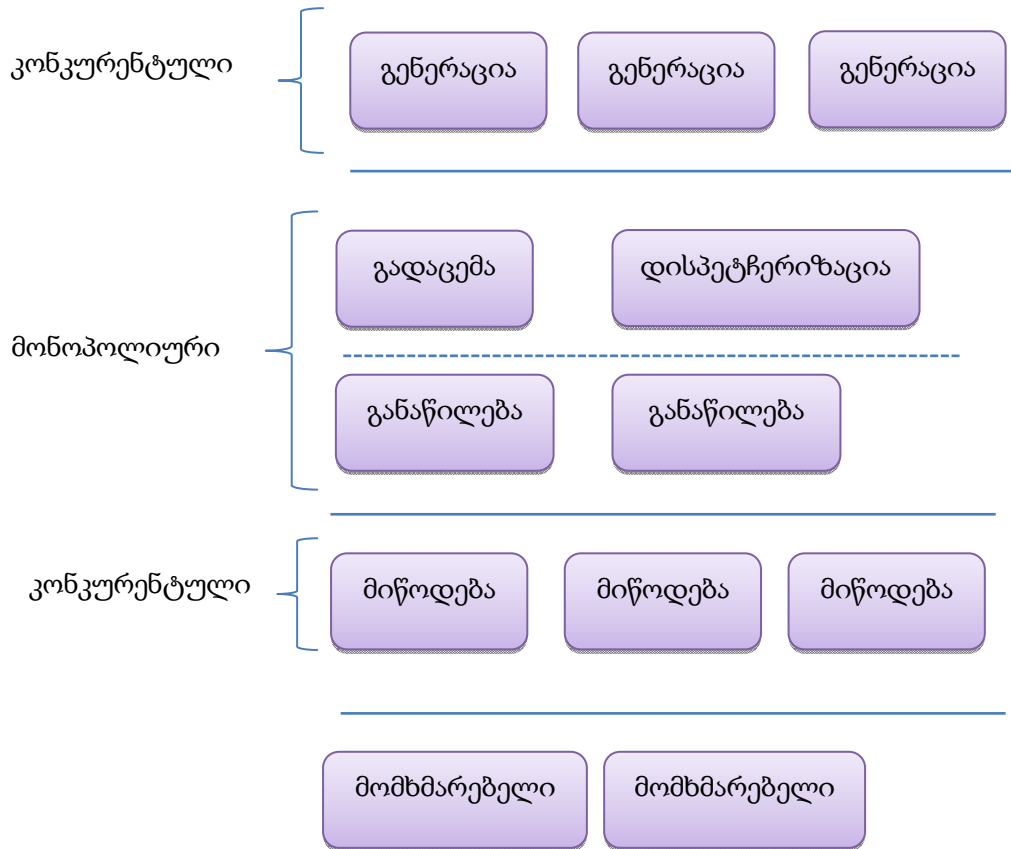 კონკურენტული
გენერაცია გენერაცია გენერაცია
გადაცემა დისპეტჩერიზაცია
მონოპოლიური
განაწილება განაწილება
კონკურენტული
მიწოდება მიწოდება მიწოდება
მომხმარებელი მომხმარებელი